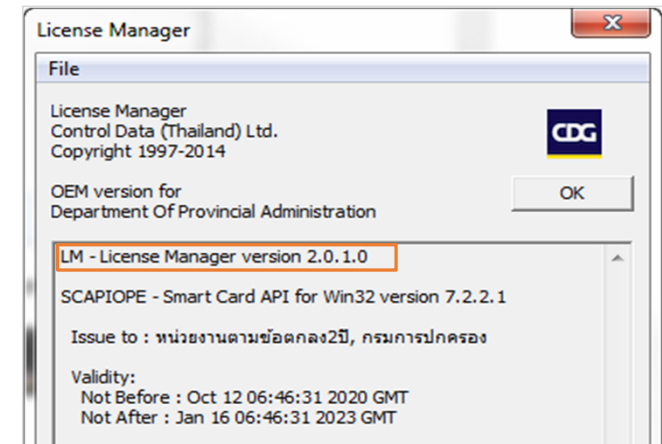 License Manager
File
License Manager
Control Data (Thailand) Ltd.
Copyright 1997-2014
CDG
OEM version for
Department Of Provincial Administration
OK
LM - License Manager version 2.0.1.0
SCAPIOPE - Smart Card API for Win32 version 7.2.2.1
Issue to : หน่วยงานตามข้อตกลง2ปี, กรมการปกครอง
Validity:
Not Before : Oct 12 06:46:31 2020 GMT
Not After : Jan 16 06:46:31 2023 GMT